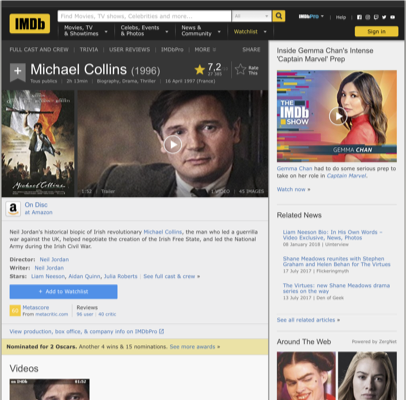 IMDb
Find Movies, TV shows, Celebrities and more...
All
IMDbPro
Help
Movies, TV & Showtimes
Celebs, Events & Photos
News & Community
Watchlist
Sign in
FULL CAST AND CREW | TRIVIA | USER REVIEWS | IMDbPro | MORE
SHARE
Michael Collins (1996)
7,2
Rate This
2h 13min | Biography, Drama, Thriller | (France)
Michael Collins
1:52 | Trailer
1 VIDEO | 45 IMAGES
On Disc
at Amazon
Neil Jordan's historical biopic of Irish revolutionary Michael Collins, the man who led a guerrilla
war against the UK, helped negotiate the creation of the Irish Free State, and led the National
Army during the Irish Civil War.
Director: Neil Jordan
Writer: Neil Jordan
Stars: Liam Neeson, Aidan Quinn, Julia Roberts | See full cast & crew »
+ Add to Watchlist
Metascore
From metacritic.com
Reviews
96 user | 40 critic
View production, box office, & company info on IMDbPro
Nominated for 2 Oscars. Another 4 wins & 15 nominations. See more awards »
Videos
Inside Gemma Chan's Intense
'Captain Marvel' Prep
THE
IMDb
SHOW
GEMMA CHAN
Gemma Chan had to do some serious prep to
take on her role in Captain Marvel.
Watch now »
Related News
Liam Neeson Bio: In His Own Words –
Video Exclusive, News, Photos
08 January 2018 | Uinterview
Shane Meadows reunites with Stephen
Graham and Helen Behan for The Virtues
17 July 2017 | Flickeringmyth
The Virtues: new Shane Meadows drama
series on the way
13 July 2017 | Den of Geek
See all related articles »
Around The Web
Powered by ZergNet